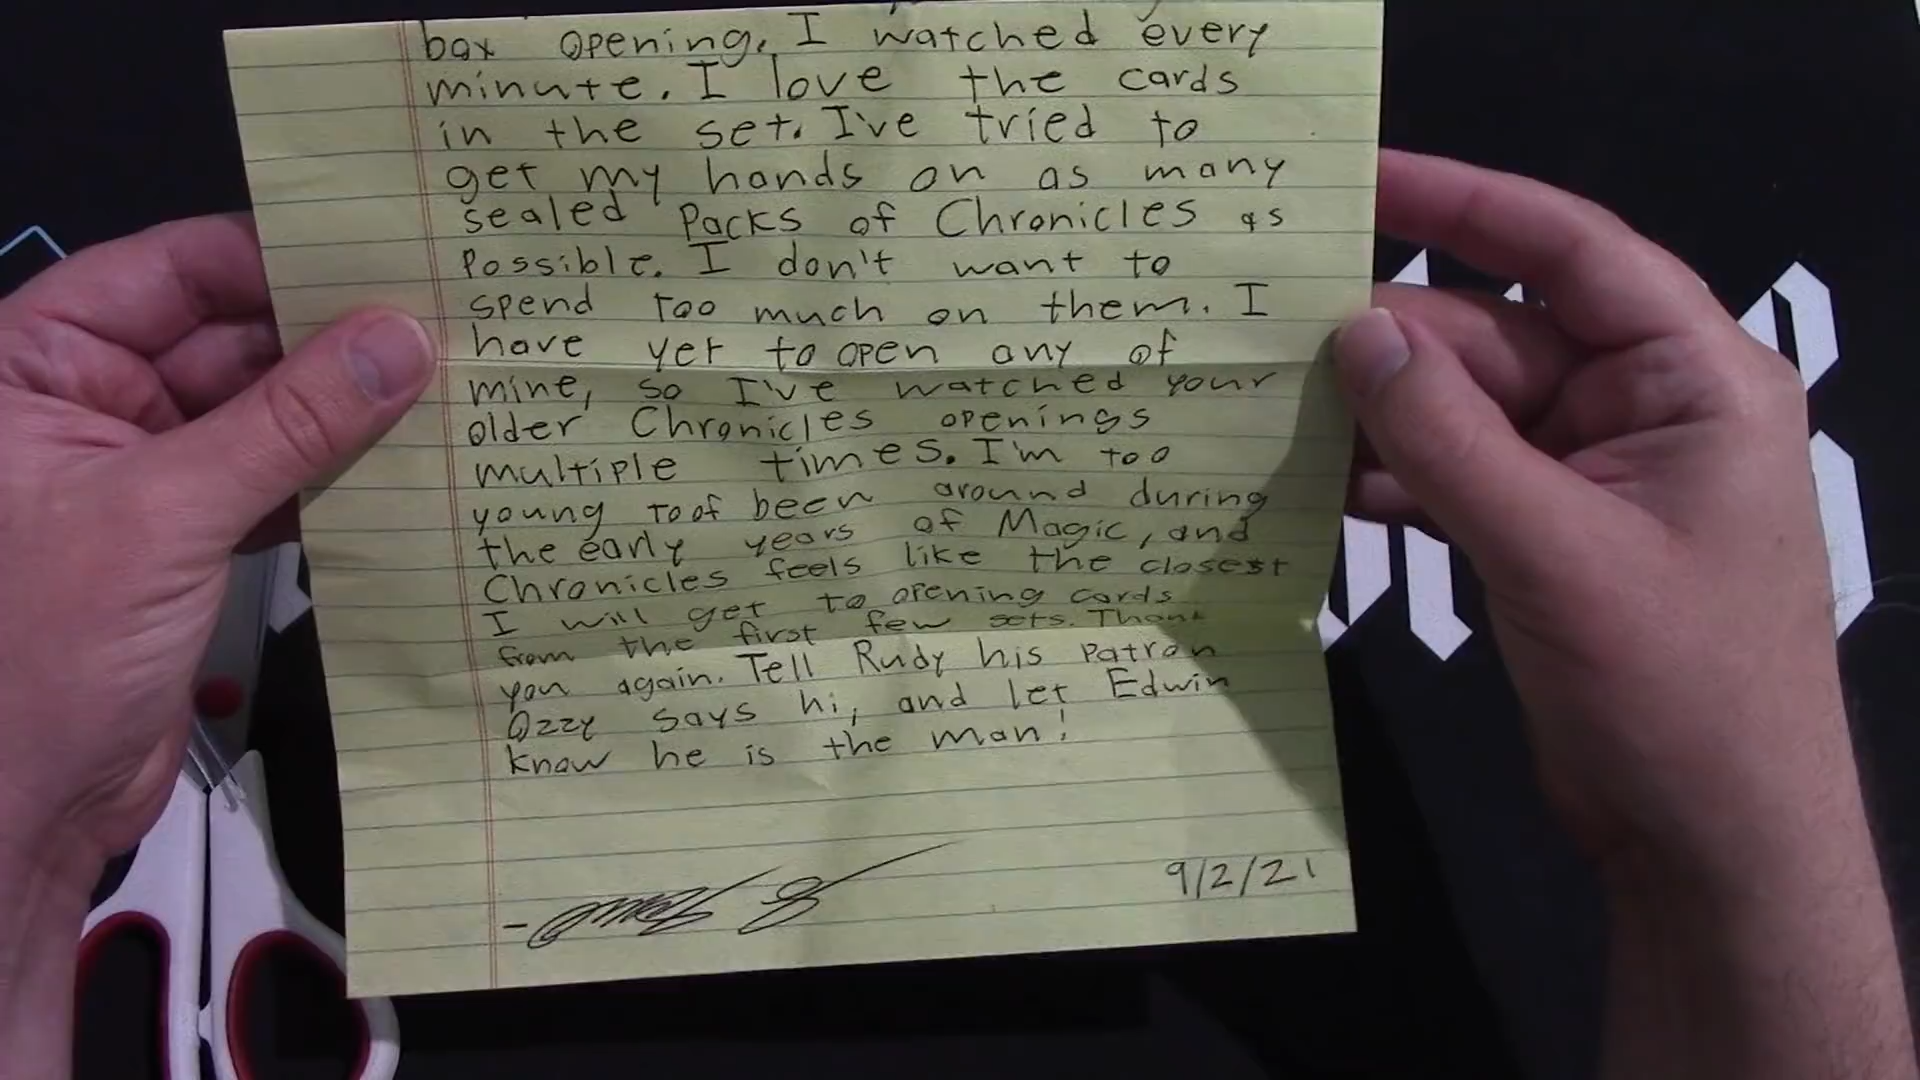 box opening. I watched every
minute. I love the cards
in the set. I've tried to
get my hands on as many
sealed Packs of Chronicles as
Possible. I don't want to
spend too much on them. I
have yet to open any of
mine, so I've watched your
older Chronicles openings
multiple times. I'm too
young to of been around during
the early years of Magic, and
Chronicles feels like the closest
I will get to opening cards
from the first few sets. Thank
you again. Tell Rudy his patron
Ozzy says hi, and let Edwin
know he is the man!
9/2/21